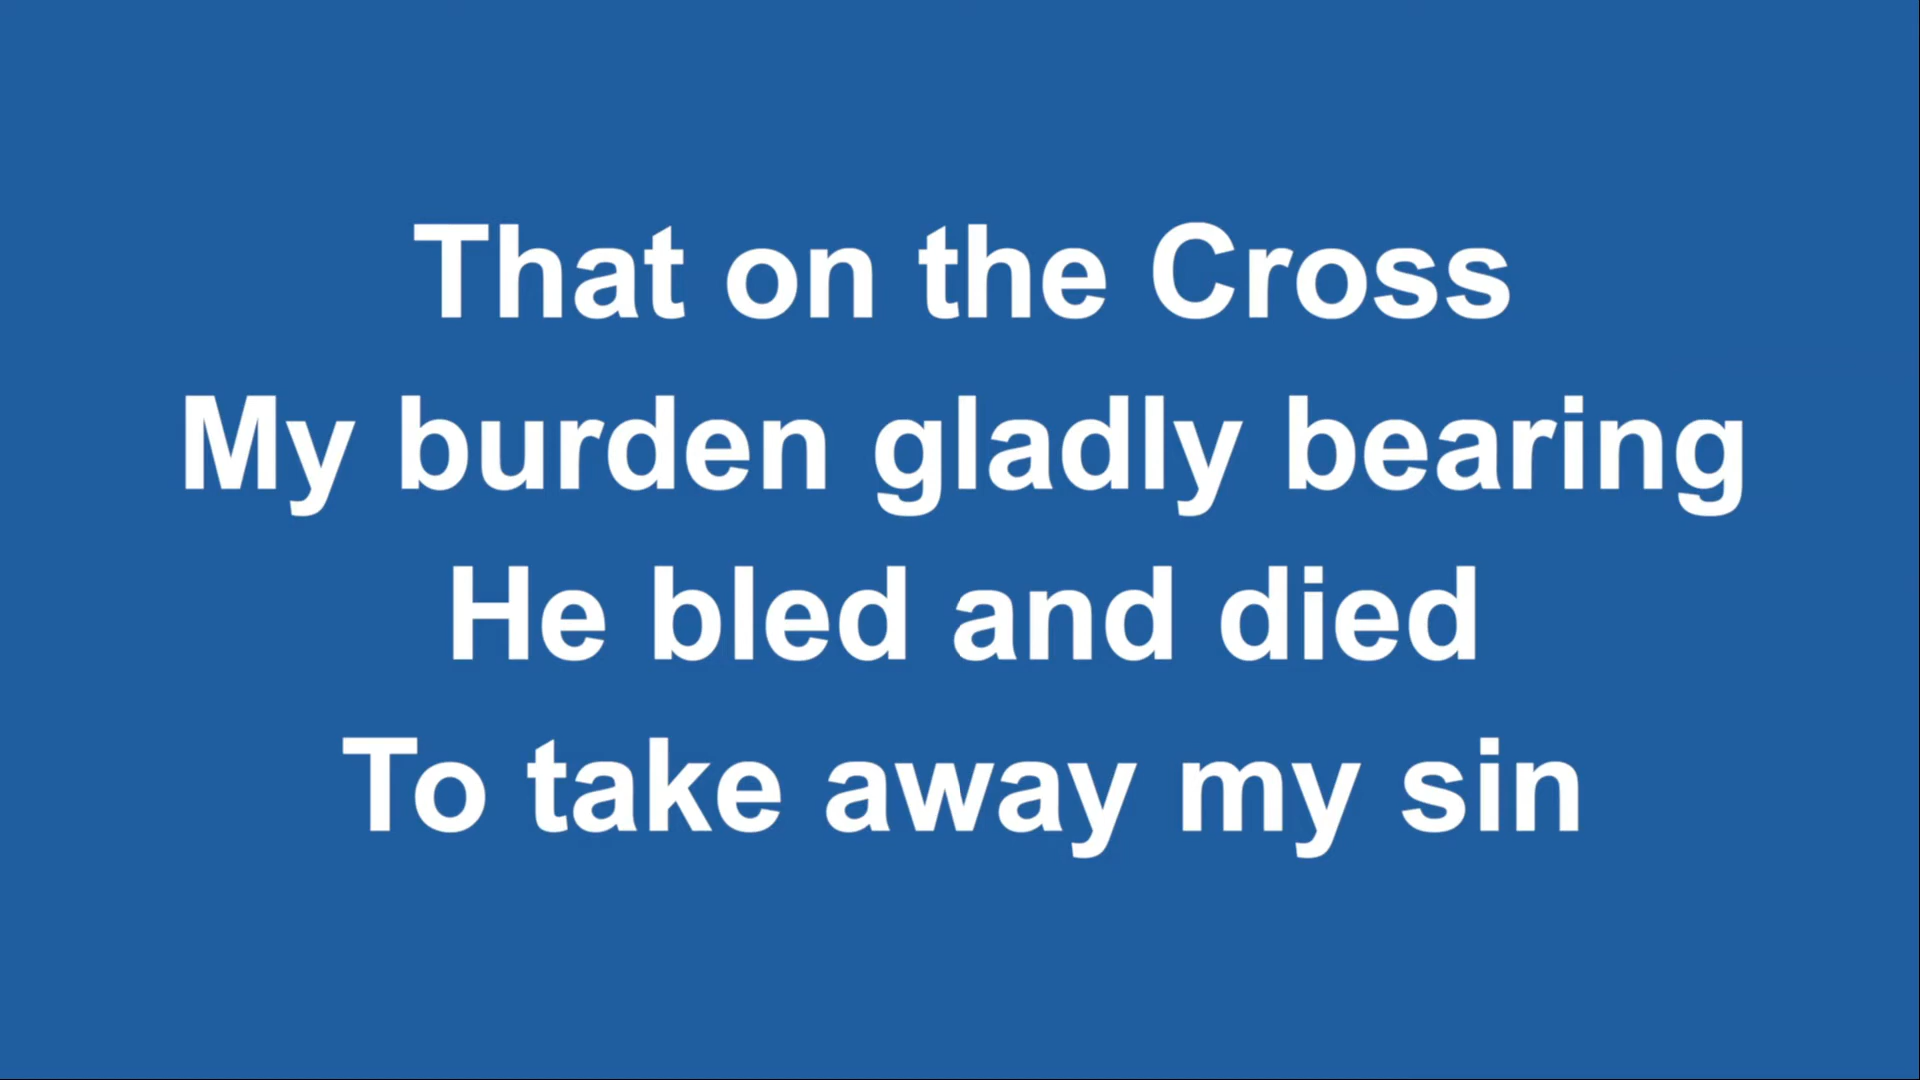 That on the Cross
My burden gladly bearing
He bled and died
To take away my sin